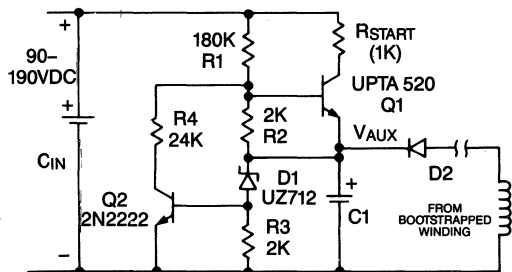 +
90–
190VDC
+
CIN
–
180K
R1
RSTART
(1K)
UPTA 520
Q1
R4
24K
2K
R2
VAUX
D2
Q2
2N2222
D1
UZ712
+
C1
R3
2K
FROM
BOOTSTRAPPED
WINDING